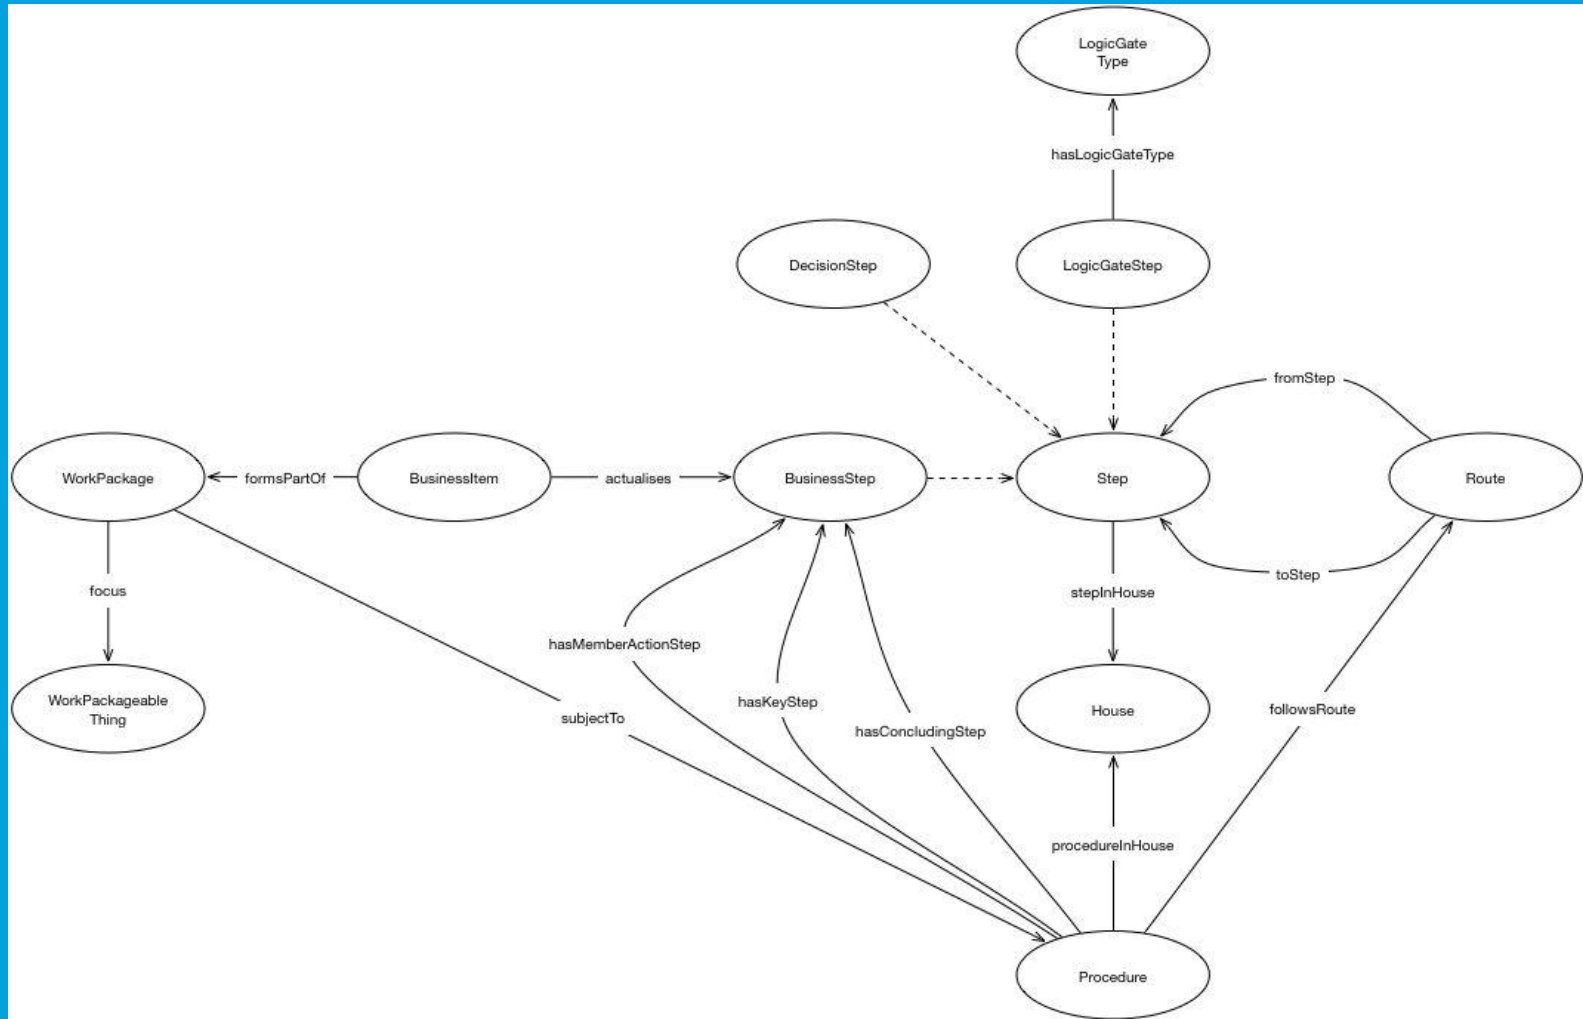 LogicGate
Type
hasLogicGateType
DecisionStep
LogicGateStep
fromStep
WorkPackage
formsPartOf
BusinessItem
actualises
BusinessStep
Step
Route
focus
toStep
stepInHouse
hasMemberActionStep
WorkPackageable
Thing
subjectTo
hasKeyStep
hasConcludingStep
House
followsRoute
procedureInHouse
Procedure